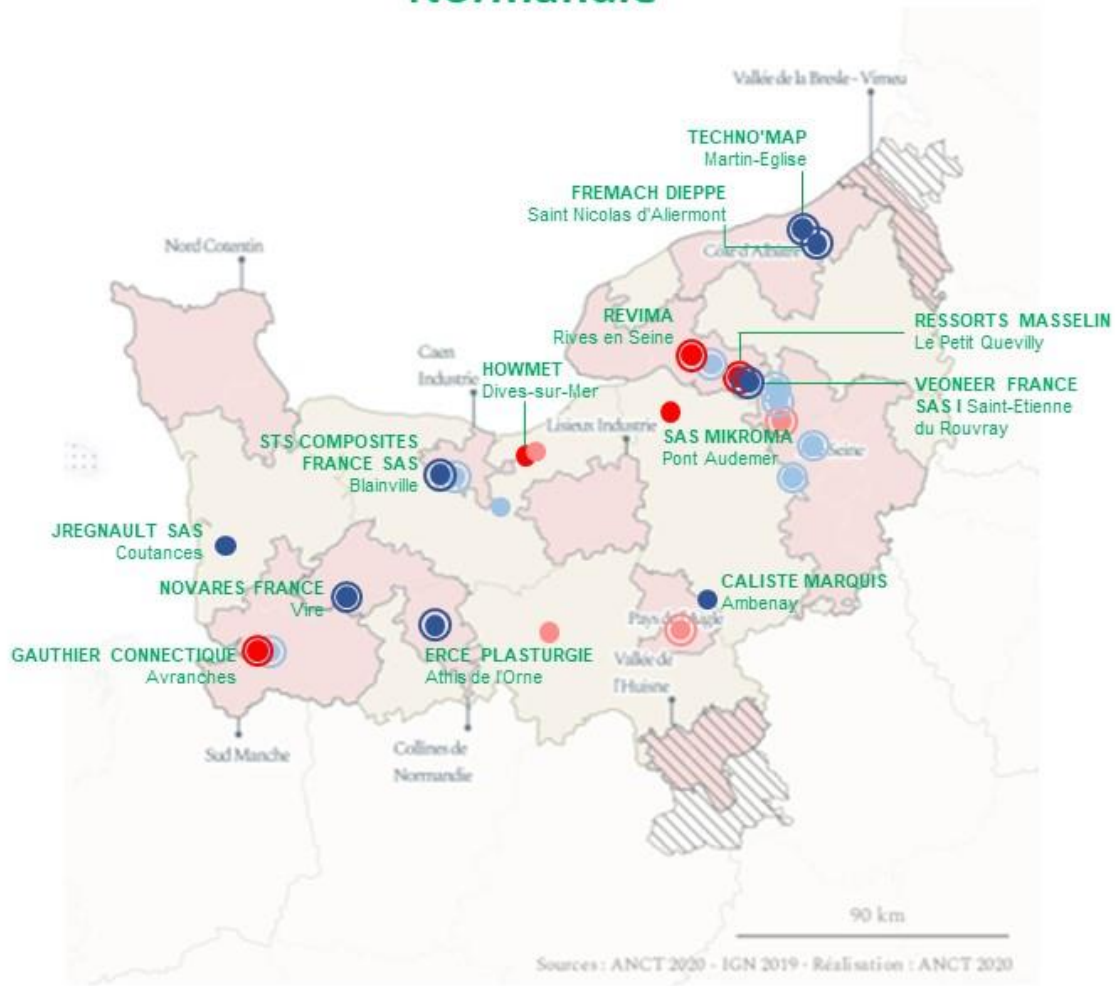 Normandie
Vallée de la Bresle - Vimeu
TECHNO'MAP
Martin-Eglise
FREMACH DIEPPE
Saint Nicolas d'Aliermont
Côte d'Albâtre
Nord Cotentin
REVIMA
Rives en Seine
RESSORTS MASSELIN
Le Petit Quevilly
Caen
Industrie
HOWMET
Dives-sur-Mer
VEONEER FRANCE
SAS I Saint-Etienne
du Rouvray
Lisieux Industrie
SAS MIKROMA
Pont Audemer
Seine
STS COMPOSITES
FRANCE SAS
Blainville
JREGNAULT SAS
Coutances
NOVARES FRANCE
Vire
CALISTE MARQUIS
Ambenay
GAUTHIER CONNECTIQUE
Avranches
ERCE PLASTURGIE
Athis de l'Orne
Vallée de
l'Huisne
Sud Manche
Collines de
Normandie
90 km
Sources : ANCT 2020 - IGN 2019 - Réalisation : ANCT 2020